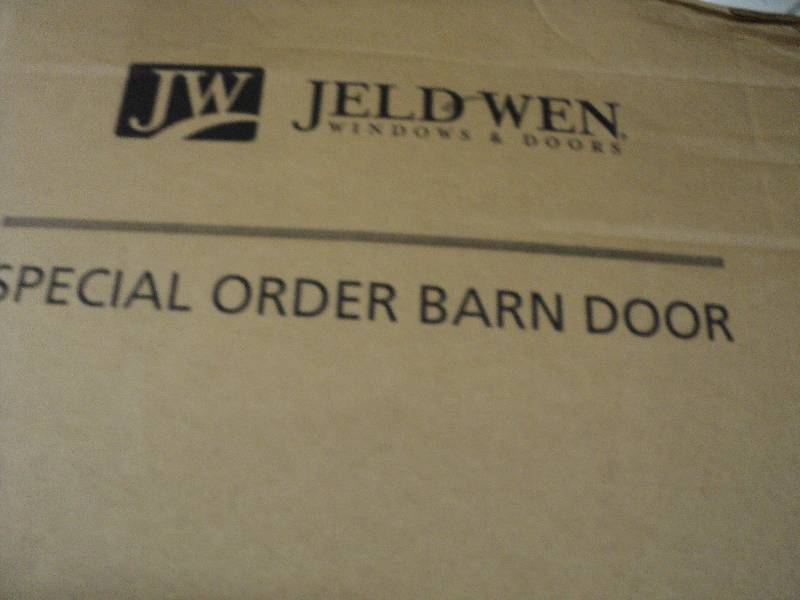 JW JELD-WEN
WINDOWS & DOORS
SPECIAL ORDER BARN DOOR